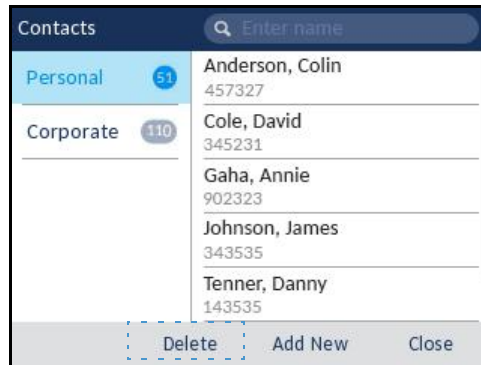 Contacts
Enter name
Personal 51
Corporate 110
Anderson, Colin
457327
Cole, David
345231
Gaha, Annie
902323
Johnson, James
343535
Tenner, Danny
143535
Delete Add New Close